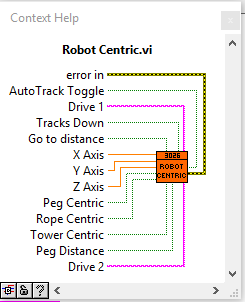 Context Help
Robot Centric.vi
error in
AutoTrack Toggle
Drive 1
Tracks Down
Go to distance
X Axis
Y Axis
Z Axis
Peg Centric
Rope Centric
Tower Centric
Peg Distance
Drive 2
3026
ROBOT
CENTRIC
?